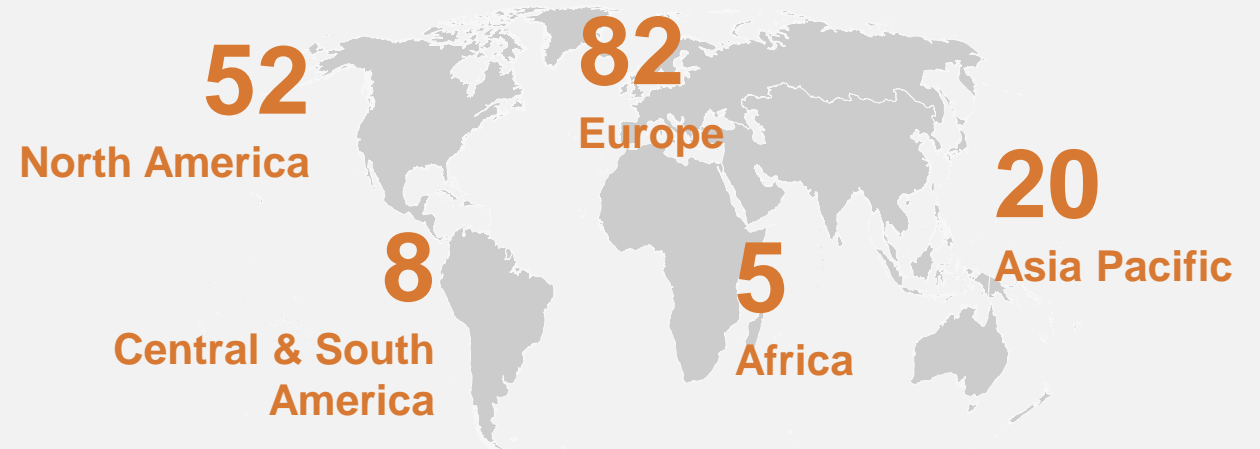 52
North America
82
Europe
20
Asia Pacific
8
Central & South
America
5
Africa